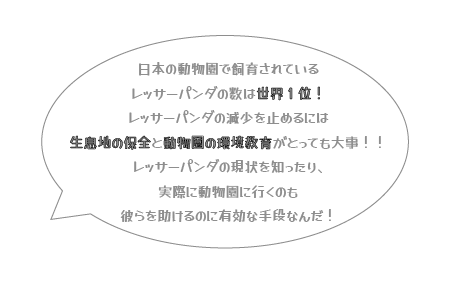 日本の動物園で飼育されている
レッサーパンダの数は世界１位！
レッサーパンダの減少を止めるには
生息地の保全と動物園の環境教育がとっても大事！！
レッサーパンダの現状を知ったり、
実際に動物園に行くのも
彼らを助けるのに有効な手段なんだ！